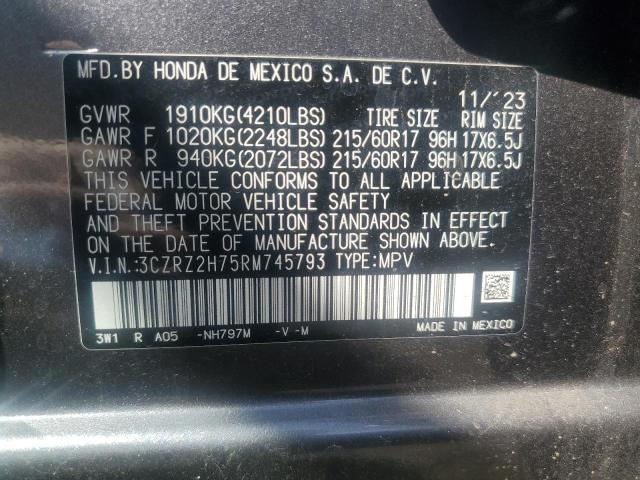 MFD.BY HONDA DE MEXICO S.A. DE C.V.
11/'23
GVWR 1910KG(4210LBS) TIRE SIZE RIM SIZE
GAWR F 1020KG(2248LBS) 215/60R17 96H 17X6.5J
GAWR R 940KG(2072LBS) 215/60R17 96H 17X6.5J
THIS VEHICLE CONFORMS TO ALL APPLICABLE
FEDERAL MOTOR VEHICLE SAFETY
AND THEFT PREVENTION STANDARDS IN EFFECT
ON THE DATE OF MANUFACTURE SHOWN ABOVE.
V.I.N.:3CZRZ2H75RM745793 TYPE:MPV
3W1 R A05 -NH797M -V -M MADE IN MEXICO